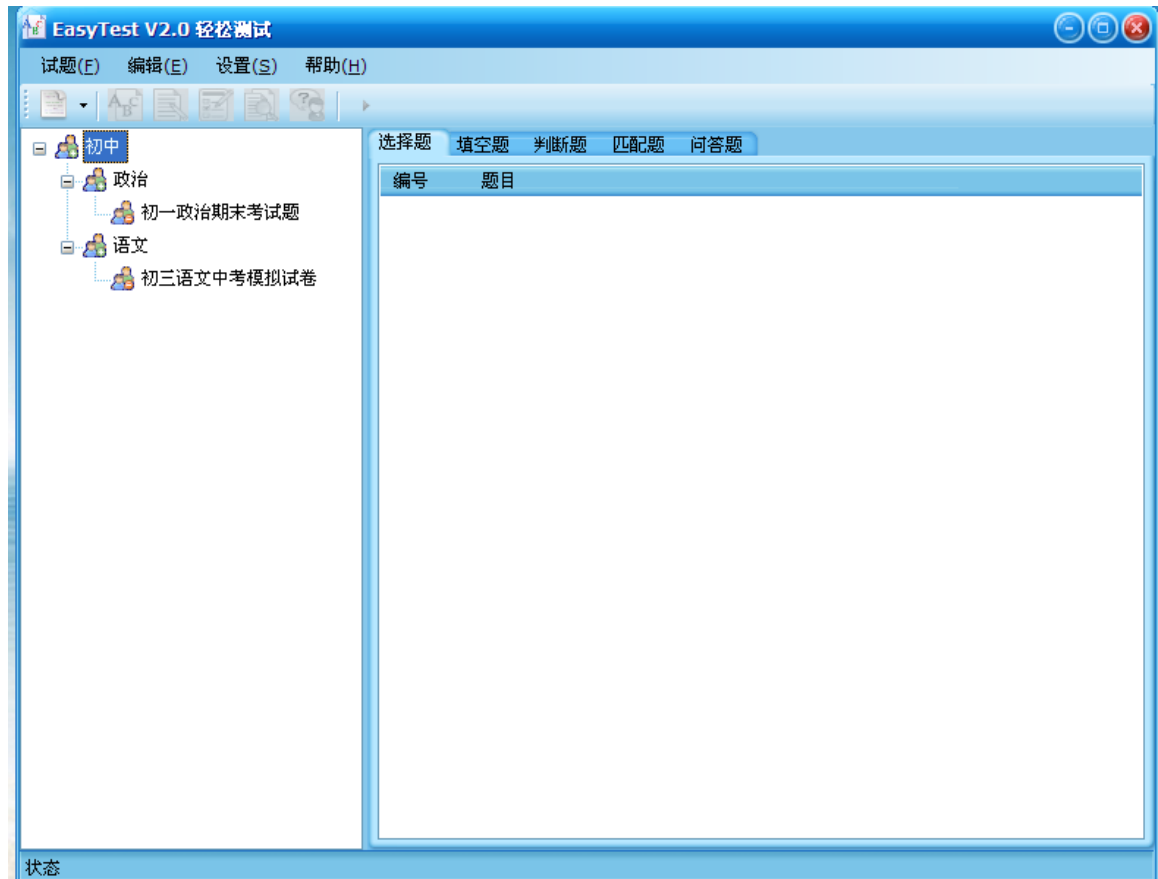 EasyTest V2.0 轻松测试
试题(F) 编辑(E) 设置(S) 帮助(H)
初中
政治
初一政治期末考试题
语文
初三语文中考模拟试卷
选择题 填空题 判断题 匹配题 问答题
编号 题目
状态